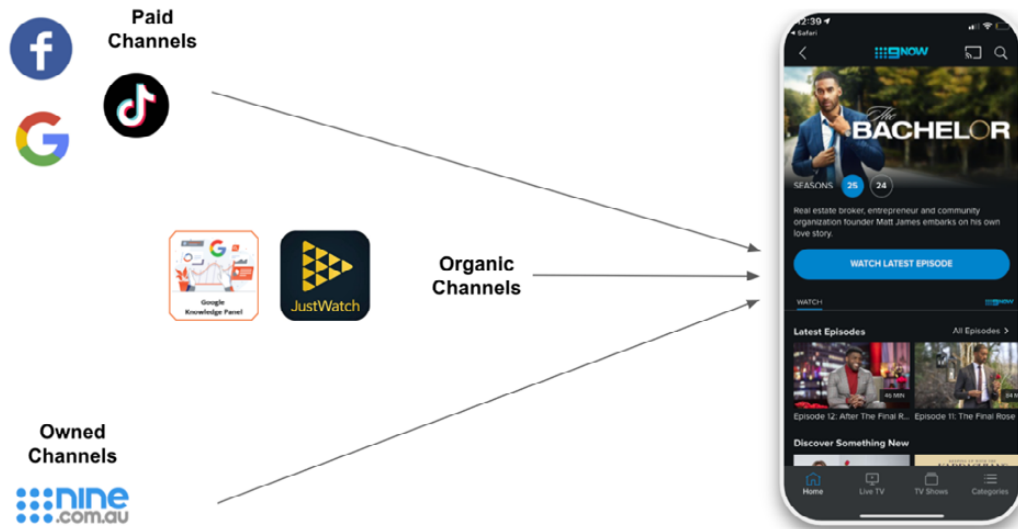 Paid
Channels
Google
Knowledge Panel
JustWatch
Organic
Channels
Owned
Channels
nine
.com.au
12:39
Safari
9NOW
The
BACHELOR
SEASONS 25 24
Real estate broker, entrepreneur and community
organization founder Matt James embarks on his own
love story.
WATCH LATEST EPISODE
WATCH
9NOW
Latest Episodes All Episodes >
46 MIN
Episode 12: After The Final R... Episode 11: The Final Rose
Discover Something New
Home Live TV TV Shows Categories